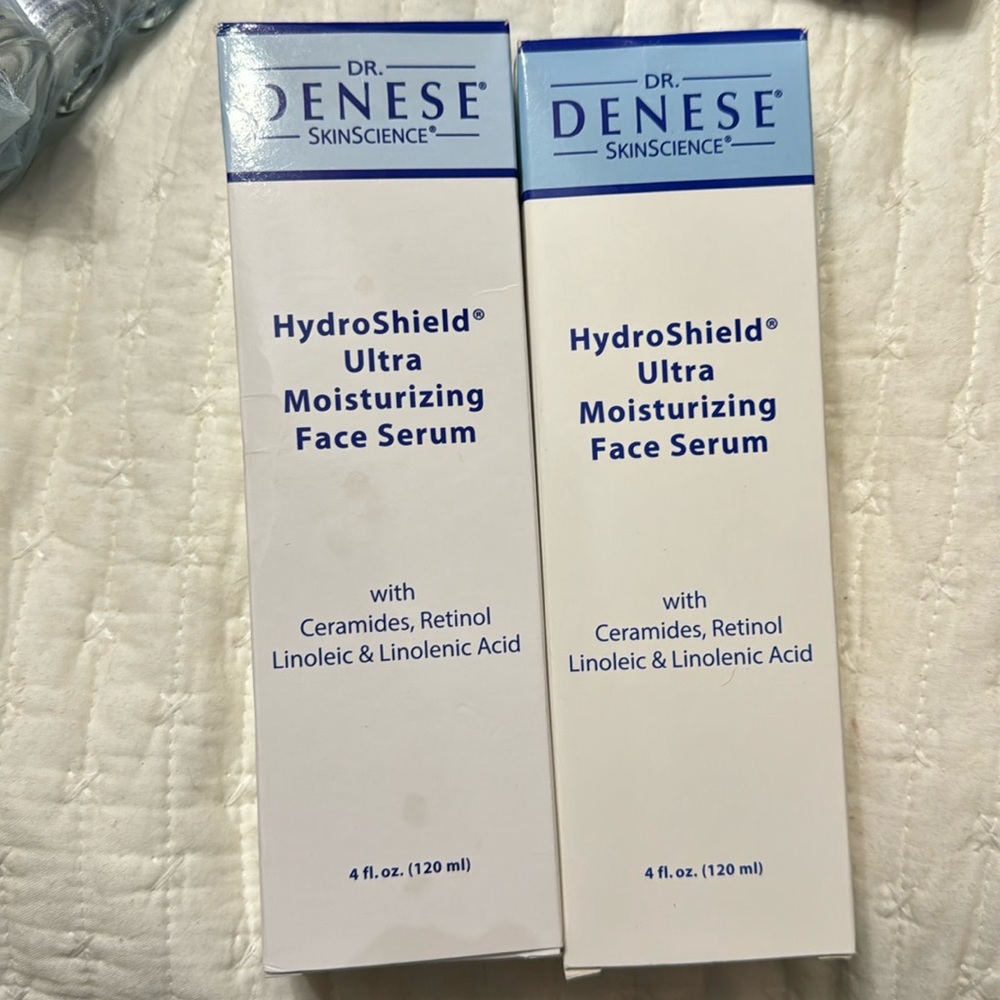 DR.
DENESE®
SKINSCIENCE®
HydroShield®
Ultra
Moisturizing
Face Serum
with
Ceramides, Retinol
Linoleic & Linolenic Acid
4 fl. oz. (120 ml)
DR.
DENESE®
SKINSCIENCE®
HydroShield®
Ultra
Moisturizing
Face Serum
with
Ceramides, Retinol
Linoleic & Linolenic Acid
4 fl. oz. (120 ml)